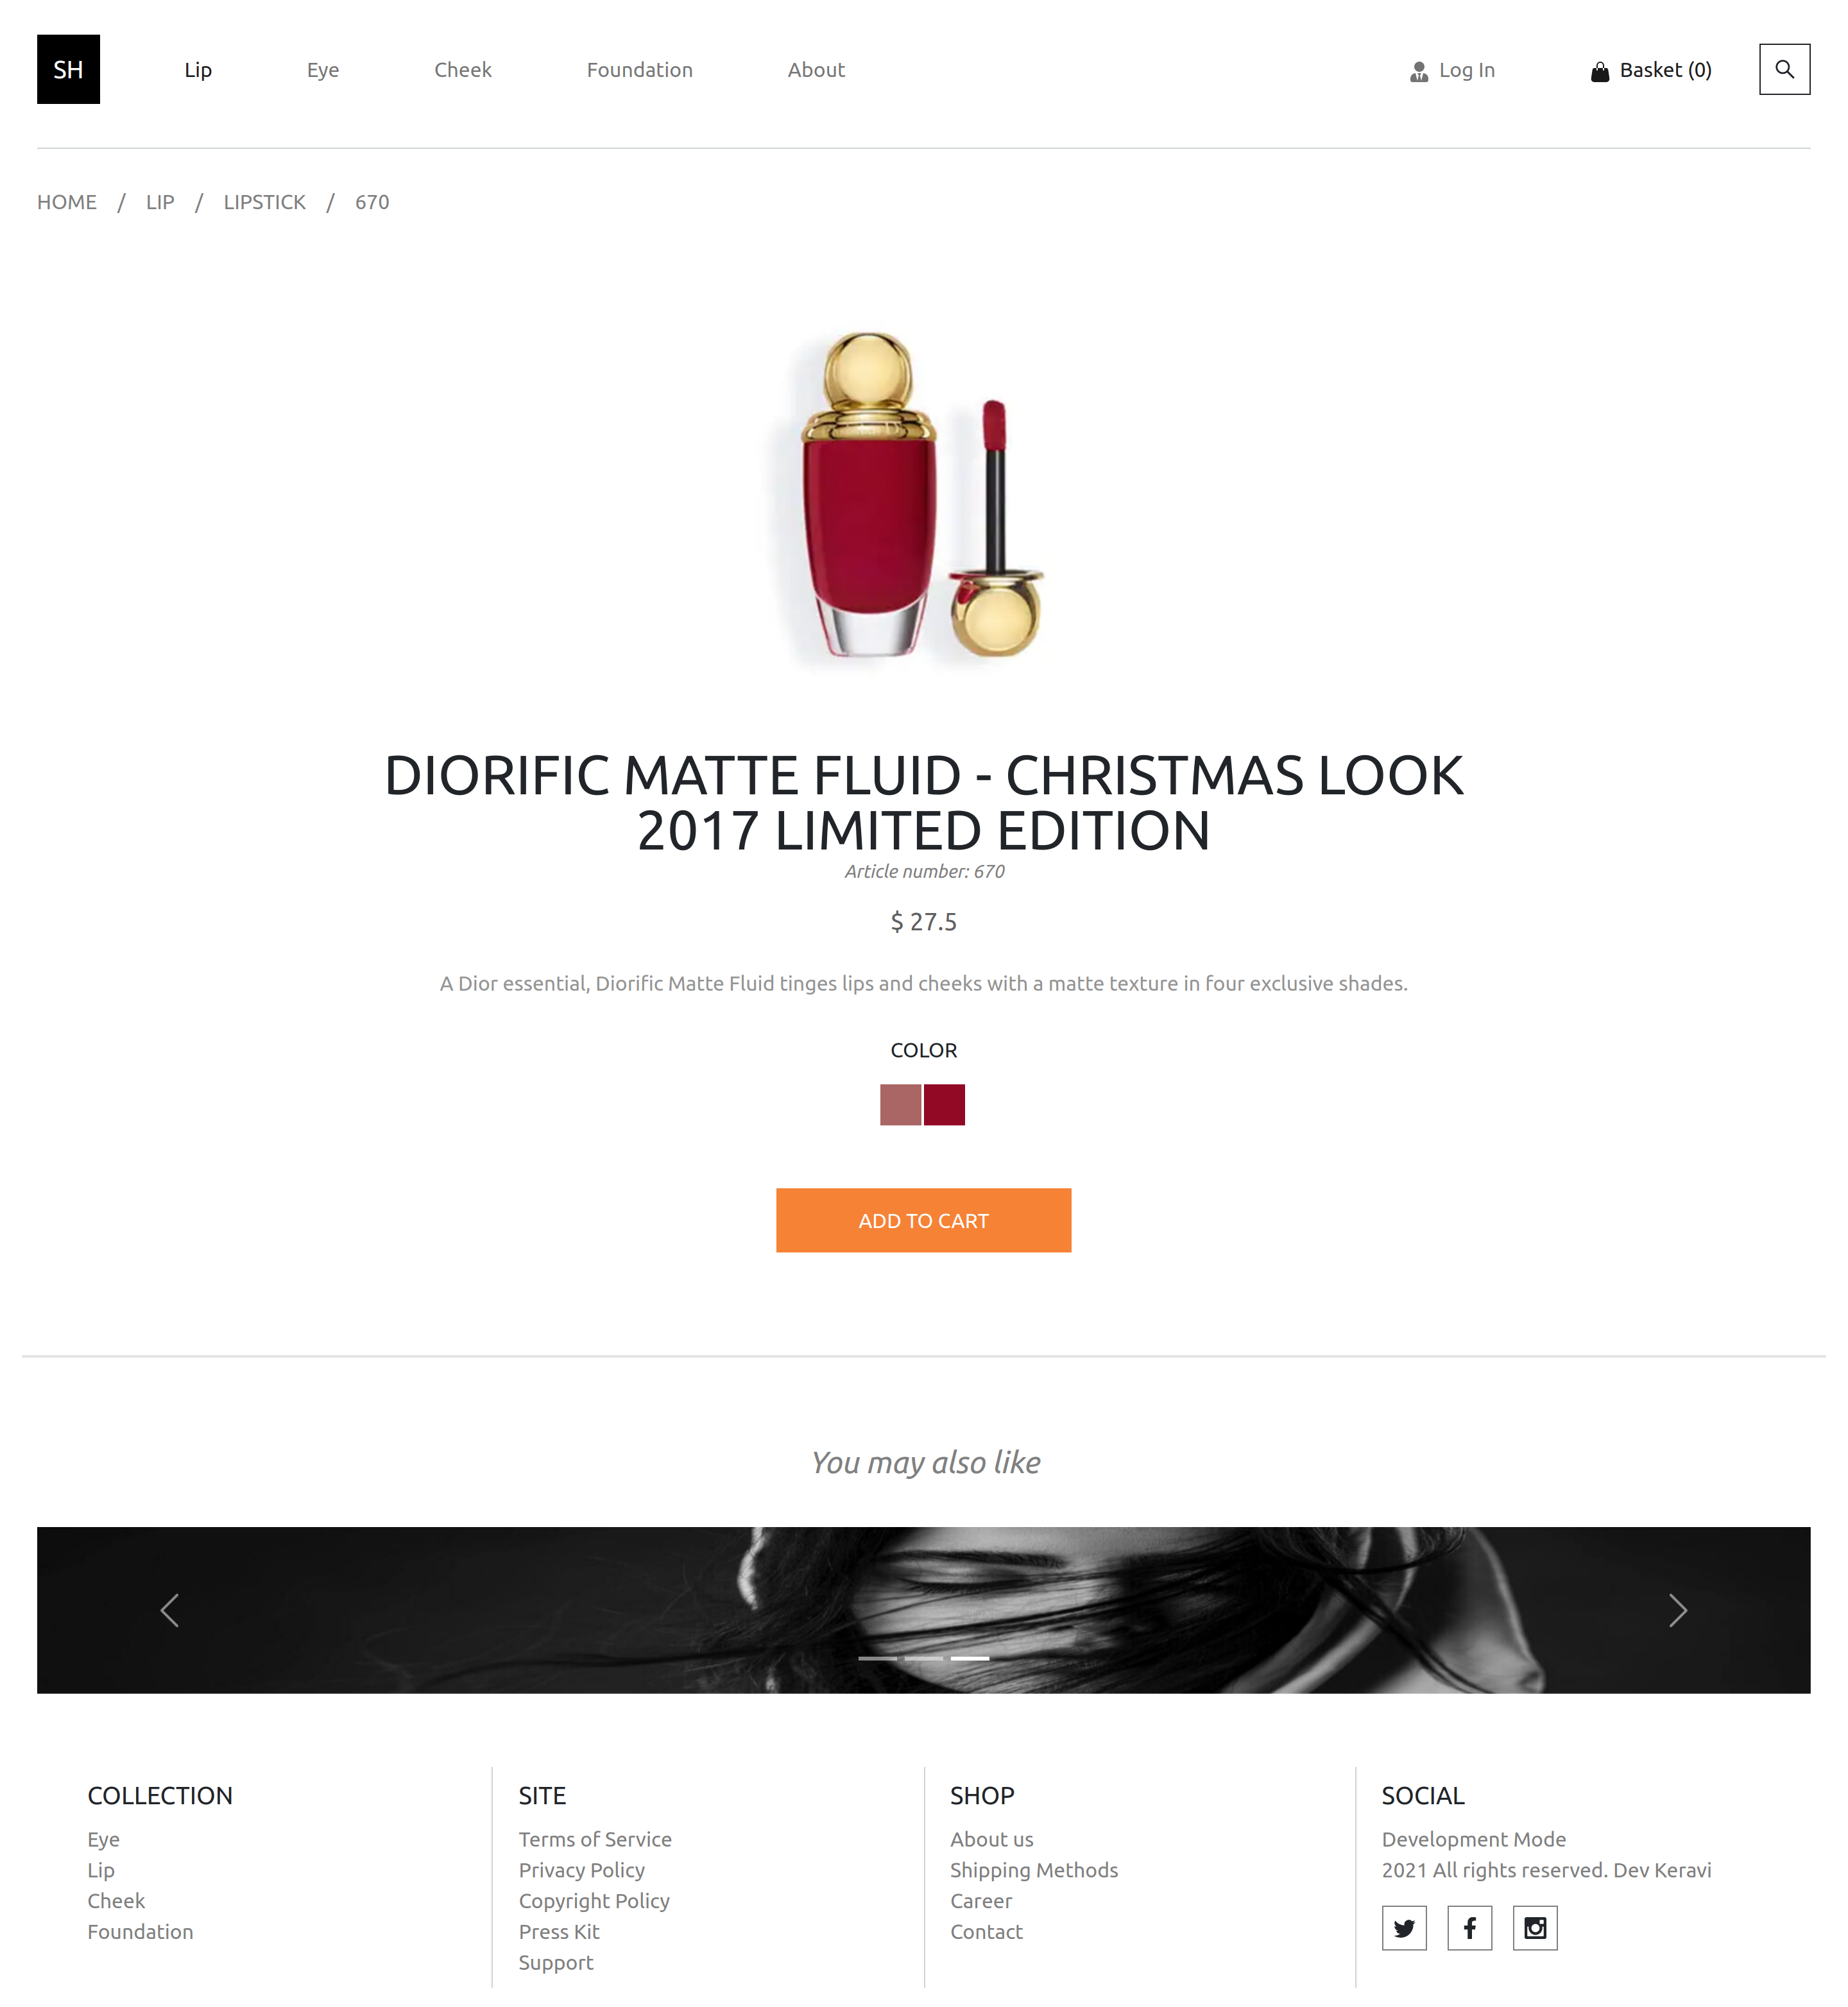 SH
Lip
Eye
Cheek
Foundation
About
Log In
Basket (0)
HOME / LIP / LIPSTICK / 670
DIORIFIC MATTE FLUID - CHRISTMAS LOOK
2017 LIMITED EDITION
Article number: 670
$ 27.5
A Dior essential, Diorific Matte Fluid tinges lips and cheeks with a matte texture in four exclusive shades.
COLOR
ADD TO CART
You may also like
COLLECTION
Eye
Lip
Cheek
Foundation
SITE
Terms of Service
Privacy Policy
Copyright Policy
Press Kit
Support
SHOP
About us
Shipping Methods
Career
Contact
SOCIAL
Development Mode
2021 All rights reserved. Dev Keravi